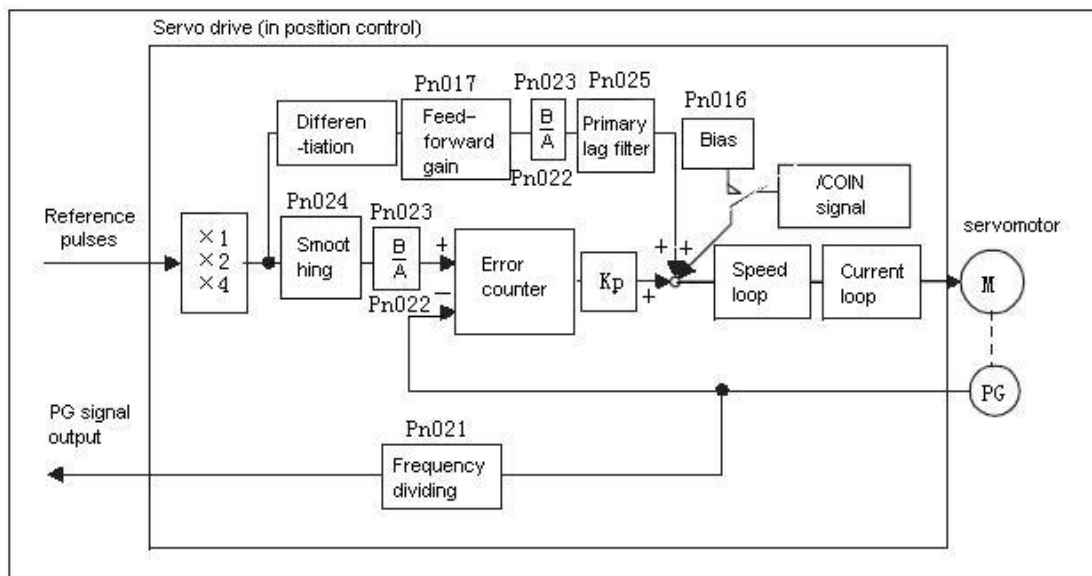 Servo drive (in position control)
Pn017
Pn023
Pn025
Pn016
Differen
-tiation
Feed-
forward
gain
B
A
Pn022
Primary
lag filter
Bias
/COIN
signal
Reference
pulses
×1
×2
×4
Pn024
Smoot
hing
Pn023
B
A
Pn022
+
−
Error
counter
Kp
+
+
+
Speed
loop
Current
loop
servomotor
M
PG
PG signal
output
Pn021
Frequency
dividing